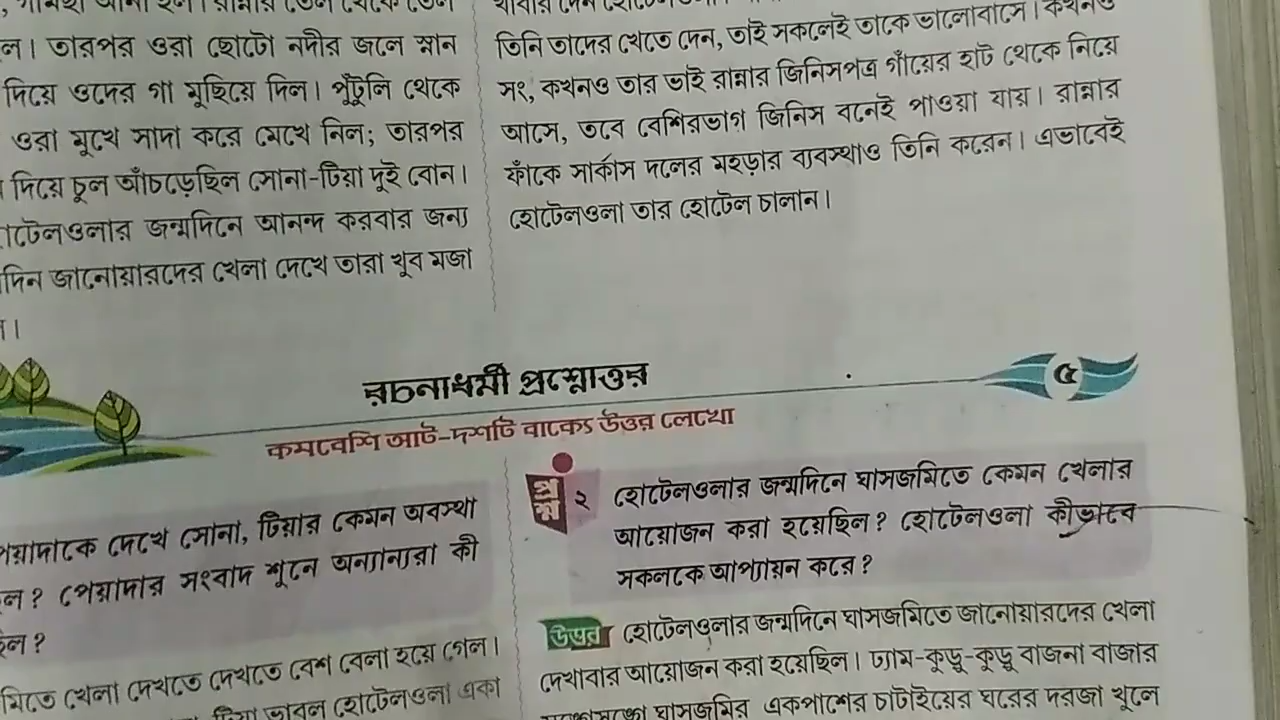 ল। তারপর ওরা ছোটো নদীর জলে স্নান
দিয়ে ওদের গা মুছিয়ে দিল। পুঁটুলি থেকে
ওরা মুখে সাদা করে মেখে নিল; তারপর
দিয়ে চুল আঁচড়েছিল সোনা-টিয়া দুই বোন।
হোটেলওলার জন্মদিনে আনন্দ করবার জন্য
দিন জানোয়ারদের খেলা দেখে তারা খুব মজা
তিনি তাদের খেতে দেন, তাই সকলেই তাকে ভালোবাসে। কখনও
সং, কখনও তার ভাই রান্নার জিনিসপত্র গাঁয়ের হাট থেকে নিয়ে
আসে, তবে বেশিরভাগ জিনিস বনেই পাওয়া যায়। রান্নার
ফাঁকে সার্কাস দলের মহড়ার ব্যবস্থাও তিনি করেন। এভাবেই
হোটেলওলা তার হোটেল চালান।
রচনাধর্মী প্রশ্নোত্তর
৫
কমবেশি আট-দশটি বাক্যে উত্তর লেখো
পেয়াদাকে দেখে সোনা, টিয়ার কেমন অবস্থা
ল? পেয়াদার সংবাদ শুনে অন্যান্যরা কী
ছিল?
মিতে খেলা দেখতে দেখতে বেশ বেলা হয়ে গেল।
টিয়া ভাবল হোটেলওলা একা
প্রশ্ন ২ হোটেলওলার জন্মদিনে ঘাসজমিতে কেমন খেলার
আয়োজন করা হয়েছিল? হোটেলওলা কীভাবে
সকলকে আপ্যায়ন করে?
উত্তর হোটেলওলার জন্মদিনে ঘাসজমিতে জানোয়ারদের খেলা
দেখাবার আয়োজন করা হয়েছিল। ঢ্যাম-কুড়ু-কুড়ু বাজনা বাজার
ঘাসজমির একপাশের চাটাইয়ের ঘরের দরজা খুলে